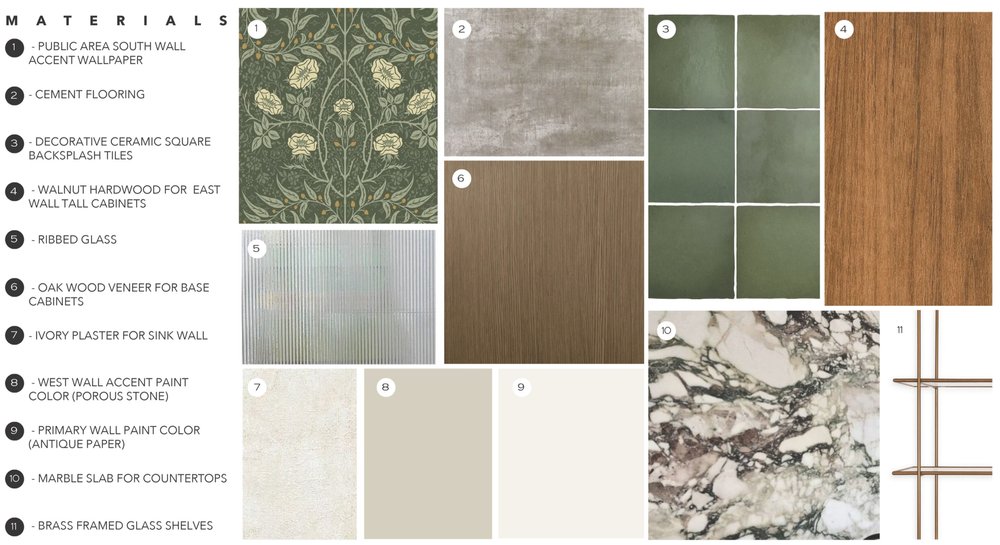 MATERIALS
1 - PUBLIC AREA SOUTH WALL
ACCENT WALLPAPER
2 - CEMENT FLOORING
3 - DECORATIVE CERAMIC SQUARE
BACKSPLASH TILES
4 - WALNUT HARDWOOD FOR EAST
WALL TALL CABINETS
5 - RIBBED GLASS
6 - OAK WOOD VENEER FOR BASE
CABINETS
7 - IVORY PLASTER FOR SINK WALL
8 - WEST WALL ACCENT PAINT
COLOR (POROUS STONE)
9 - PRIMARY WALL PAINT COLOR
(ANTIQUE PAPER)
10 - MARBLE SLAB FOR COUNTERTOPS
11 - BRASS FRAMED GLASS SHELVES
1
2
3
4
5
6
7
8
9
10
11